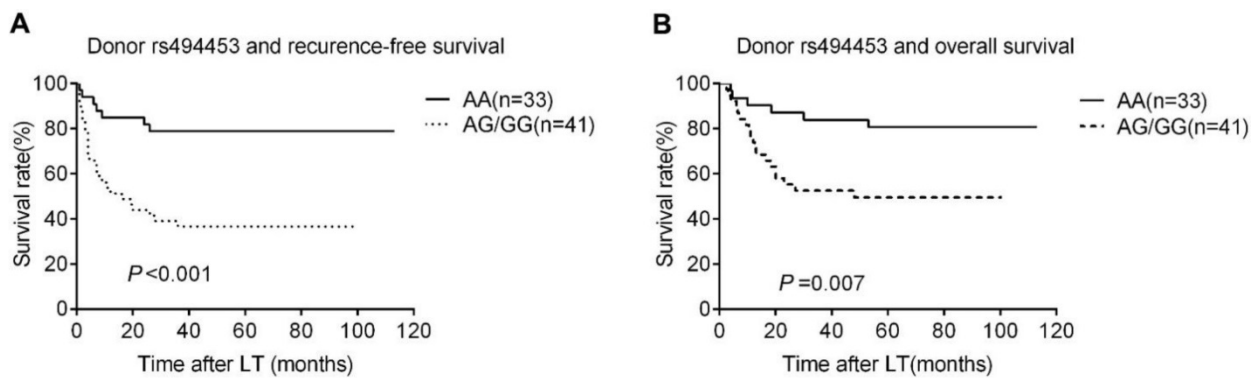 A
Donor rs494453 and recurence-free survival
100
80
60
40
20
0
Survival rate(%)
AA(n=33)
AG/GG(n=41)
P<0.001
0 20 40 60 80 100 120
Time after LT (months)
B
Donor rs494453 and overall survival
100
80
60
40
20
0
Survival rate(%)
AA(n=33)
AG/GG(n=41)
P=0.007
0 20 40 60 80 100 120
Time after LT(months)